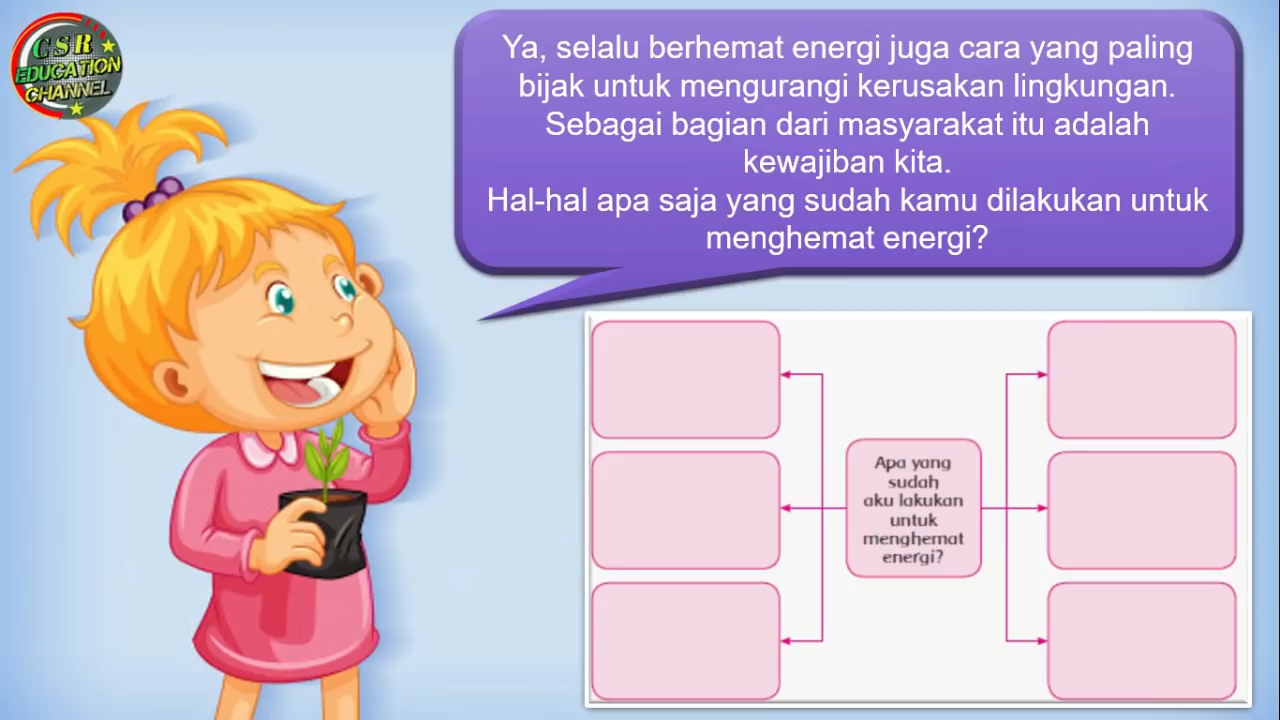 CSR
EDUCATION
CHANNEL
Ya, selalu berhemat energi juga cara yang paling
bijak untuk mengurangi kerusakan lingkungan.
Sebagai bagian dari masyarakat itu adalah
kewajiban kita.
Hal-hal apa saja yang sudah kamu dilakukan untuk
menghemat energi?
Apa yang
sudah
aku lakukan
untuk
menghemat
energi?